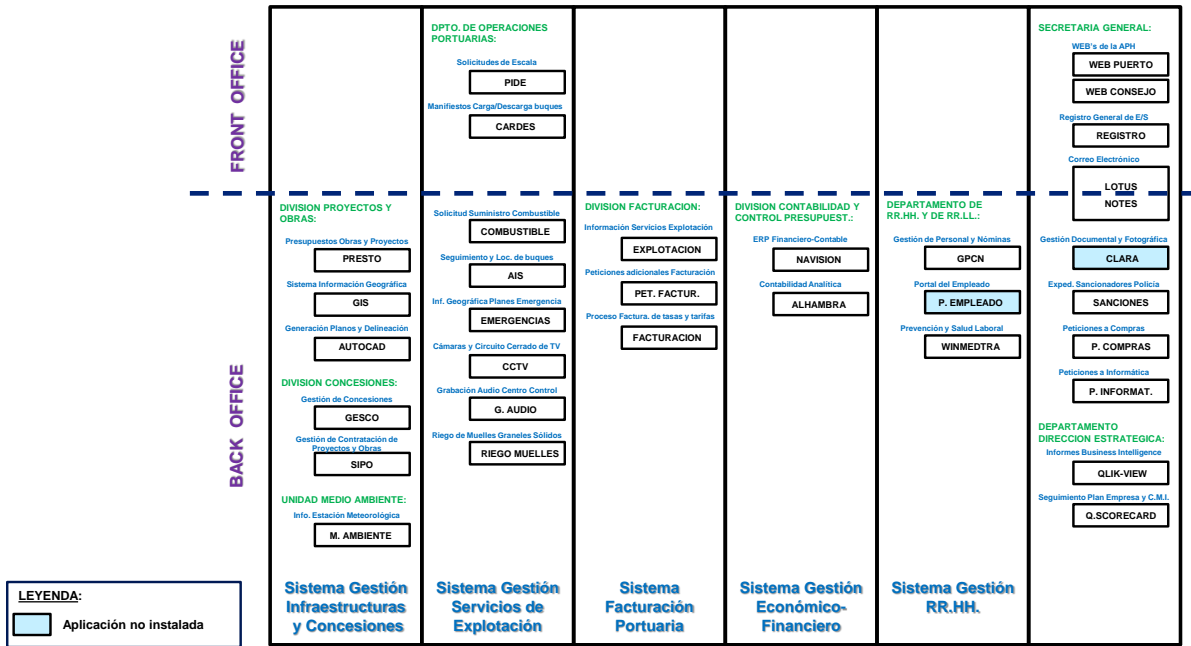 FRONT OFFICE
BACK OFFICE
DPTO. DE OPERACIONES
PORTUARIAS:
Solicitudes de Escala
PIDE
Manifiestos Carga/Descarga buques
CARDES
SECRETARIA GENERAL:
WEB's de la APH
WEB PUERTO
WEB CONSEJO
Registro General de E/S
REGISTRO
Correo Electrónico
LOTUS
NOTES
DIVISION PROYECTOS Y
OBRAS:
Presupuestos Obras y Proyectos
PRESTO
Sistema Información Geográfica
GIS
Generación Planos y Delineación
AUTOCAD
DIVISION CONCESIONES:
Gestión de Concesiones
GESCO
Gestión de Contratación de
Proyectos y Obras
SIPO
UNIDAD MEDIO AMBIENTE:
Info. Estación Meteorológica
M. AMBIENTE
Sistema Gestión
Infraestructuras
y Concesiones
Solicitud Suministro Combustible
COMBUSTIBLE
Seguimiento y Loc. de buques
AIS
Inf. Geográfica Planes Emergencia
EMERGENCIAS
Cámaras y Circuito Cerrado de TV
CCTV
Grabación Audio Centro Control
G. AUDIO
Riego de Muelles Graneles Sólidos
RIEGO MUELLES
Sistema Gestión
Servicios de
Explotación
DIVISION FACTURACION:
Información Servicios Explotación
EXPLOTACION
Peticiones adicionales Facturación
PET. FACTUR.
Proceso Factura. de tasas y tarifas
FACTURACION
Sistema
Facturación
Portuaria
DIVISION CONTABILIDAD Y
CONTROL PRESUPUEST.:
ERP Financiero-Contable
NAVISION
Contabilidad Analítica
ALHAMBRA
Sistema Gestión
Económico-
Financiero
DEPARTAMENTO DE
RR.HH. Y DE RR.LL.:
Gestión de Personal y Nóminas
GPCN
Portal del Empleado
P. EMPLEADO
Prevención y Salud Laboral
WINMEDTRA
Sistema Gestión
RR.HH.
Gestión Documental y Fotográfica
CLARA
Exped. Sancionadores Policía
SANCIONES
Peticiones a Compras
P. COMPRAS
Peticiones a Informática
P. INFORMAT.
DEPARTAMENTO
DIRECCION ESTRATEGICA:
Informes Business Intelligence
QLIK-VIEW
Seguimiento Plan Empresa y C.M.I.
Q.SCORECARD
LEYENDA:
Aplicación no instalada